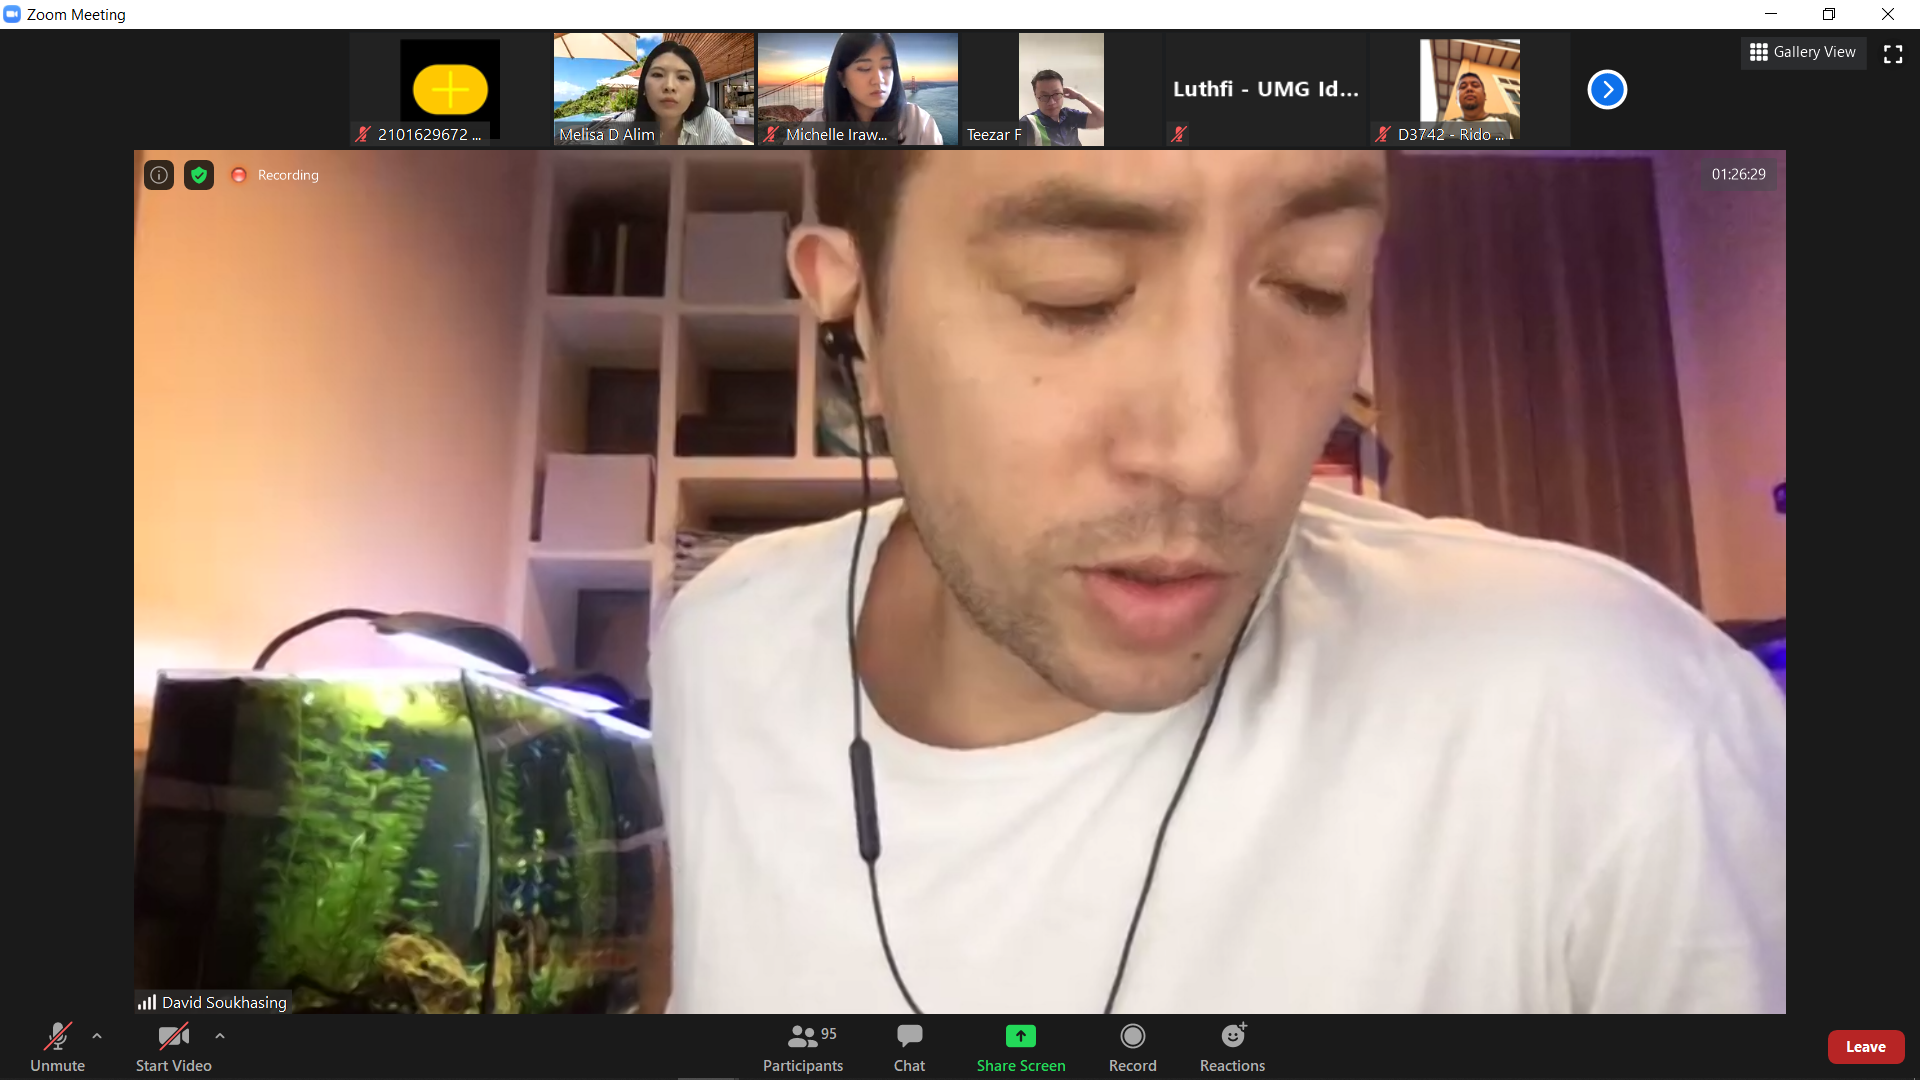 Zoom Meeting
Gallery View
2101629672 ...
Melisa D Alim
Michelle Iraw...
Teezar F
Luthfi - UMG Id...
D3742 - Rido ...
Recording
01:26:29
David Soukhasing
Unmute
Start Video
95
Participants
Chat
Share Screen
Record
Reactions
Leave